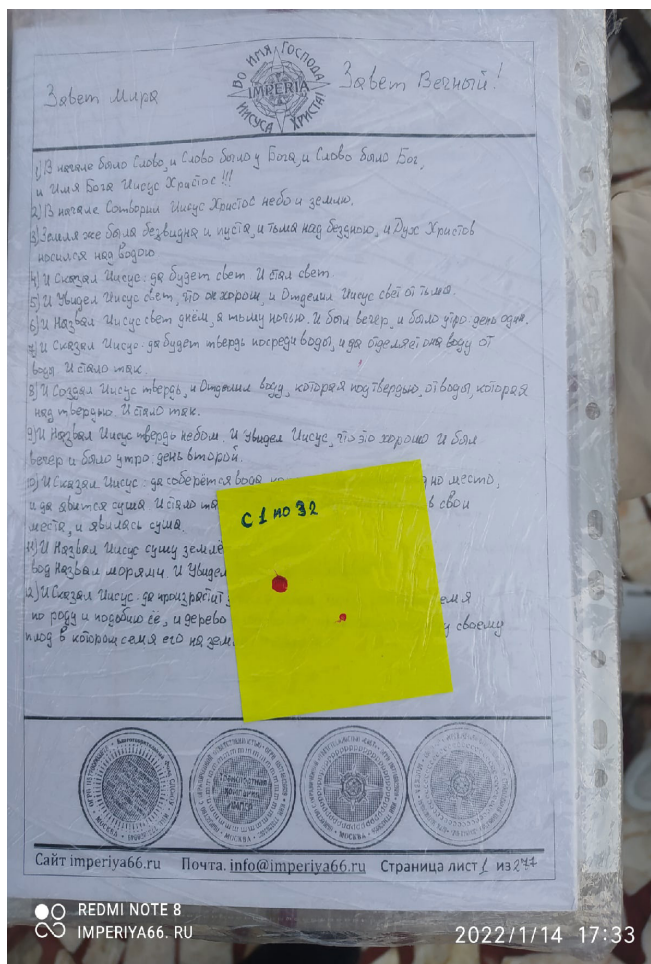 ВО ИМЯ ГОСПОДА
IMPERIA
ИИСУСА ХРИСТА
Завет Мира
Завет Вечный!
1) В начале было Слово, и Слово было у Бога, и Слово было Бог,
и Имя Бога Иисус Христос!!!
2) В начале Сотворил Иисус Христос небо и землю.
3) Земля же была безвидна и пуста, и тьма над бездною, и Дух Христов
носился над водою
4) И Сказал Иисус: да будет свет. И стал свет.
5) И Увидел Иисус свет, что он хорош, и Отделил Иисус свет от тьмы.
6) И Назвал Иисус свет днём, а тьму ночью. И был вечер, и было утро: день один.
7) И Сказал Иисус: да будет твердь посреди воды, и да отделяет она воду от
воды. И стало так.
8) И Создал Иисус твердь, и Отделил воду, которая под твердью, от воды, которая
над твердью. И стало так.
9) И Назвал Иисус твердь небом. И Увидел Иисус, что это хорошо И был
вечер и было утро: день второй.
10) И Сказал Иисус: да соберётся вода место,
и да явится суша. И стало в свои
места, и явилась суша.
11) И Назвал Иисус сушу
вод Назвал морями. И
12) И Сказал Иисус: да произрастит
по роду и подобию её, и дерево своему
плод в котором семя его на
С 1 по 32
МОСКВА
МОСКВА
МОСКВА
МОСКВА
Сайт imperiya66.ru Почта. info@imperiya66.ru Страница лист 1 из 277
REDMI NOTE 8
IMPERIYA66. RU
2022/1/14 17:33